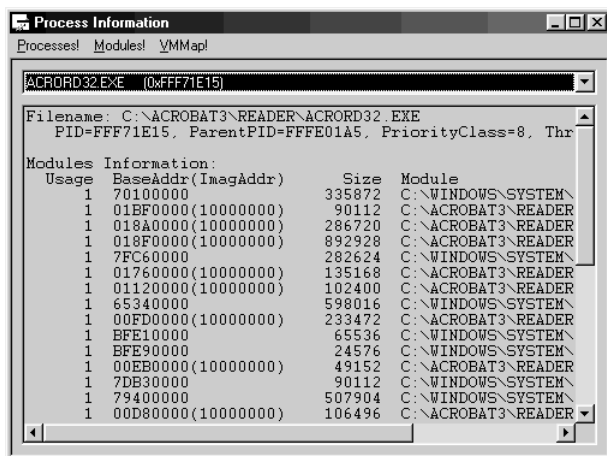 Process Information
Processes! Modules! VMMap!
ACRORD32.EXE (0xFFF71E15)
Filename: C:\ACROBAT3\READER\ACRORD32.EXE
PID=FFF71E15, ParentPID=FFFE01A5, PriorityClass=8, Thr
Modules Information:
Usage BaseAddr(ImagAddr) Size Module
1 70100000 335872 C:\WINDOWS\SYSTEM\
1 01BF0000(10000000) 90112 C:\ACROBAT3\READER
1 018A0000(10000000) 286720 C:\ACROBAT3\READER
1 018F0000(10000000) 892928 C:\ACROBAT3\READER
1 7FC60000 282624 C:\WINDOWS\SYSTEM\
1 01760000(10000000) 135168 C:\ACROBAT3\READER
1 01120000(10000000) 102400 C:\ACROBAT3\READER
1 65340000 598016 C:\WINDOWS\SYSTEM\
1 00FD0000(10000000) 233472 C:\ACROBAT3\READER
1 BFE10000 65536 C:\WINDOWS\SYSTEM\
1 BFE90000 24576 C:\WINDOWS\SYSTEM\
1 00EB0000(10000000) 49152 C:\ACROBAT3\READER
1 7DB30000 90112 C:\WINDOWS\SYSTEM\
1 79400000 507904 C:\WINDOWS\SYSTEM\
1 00D80000(10000000) 106496 C:\ACROBAT3\READER